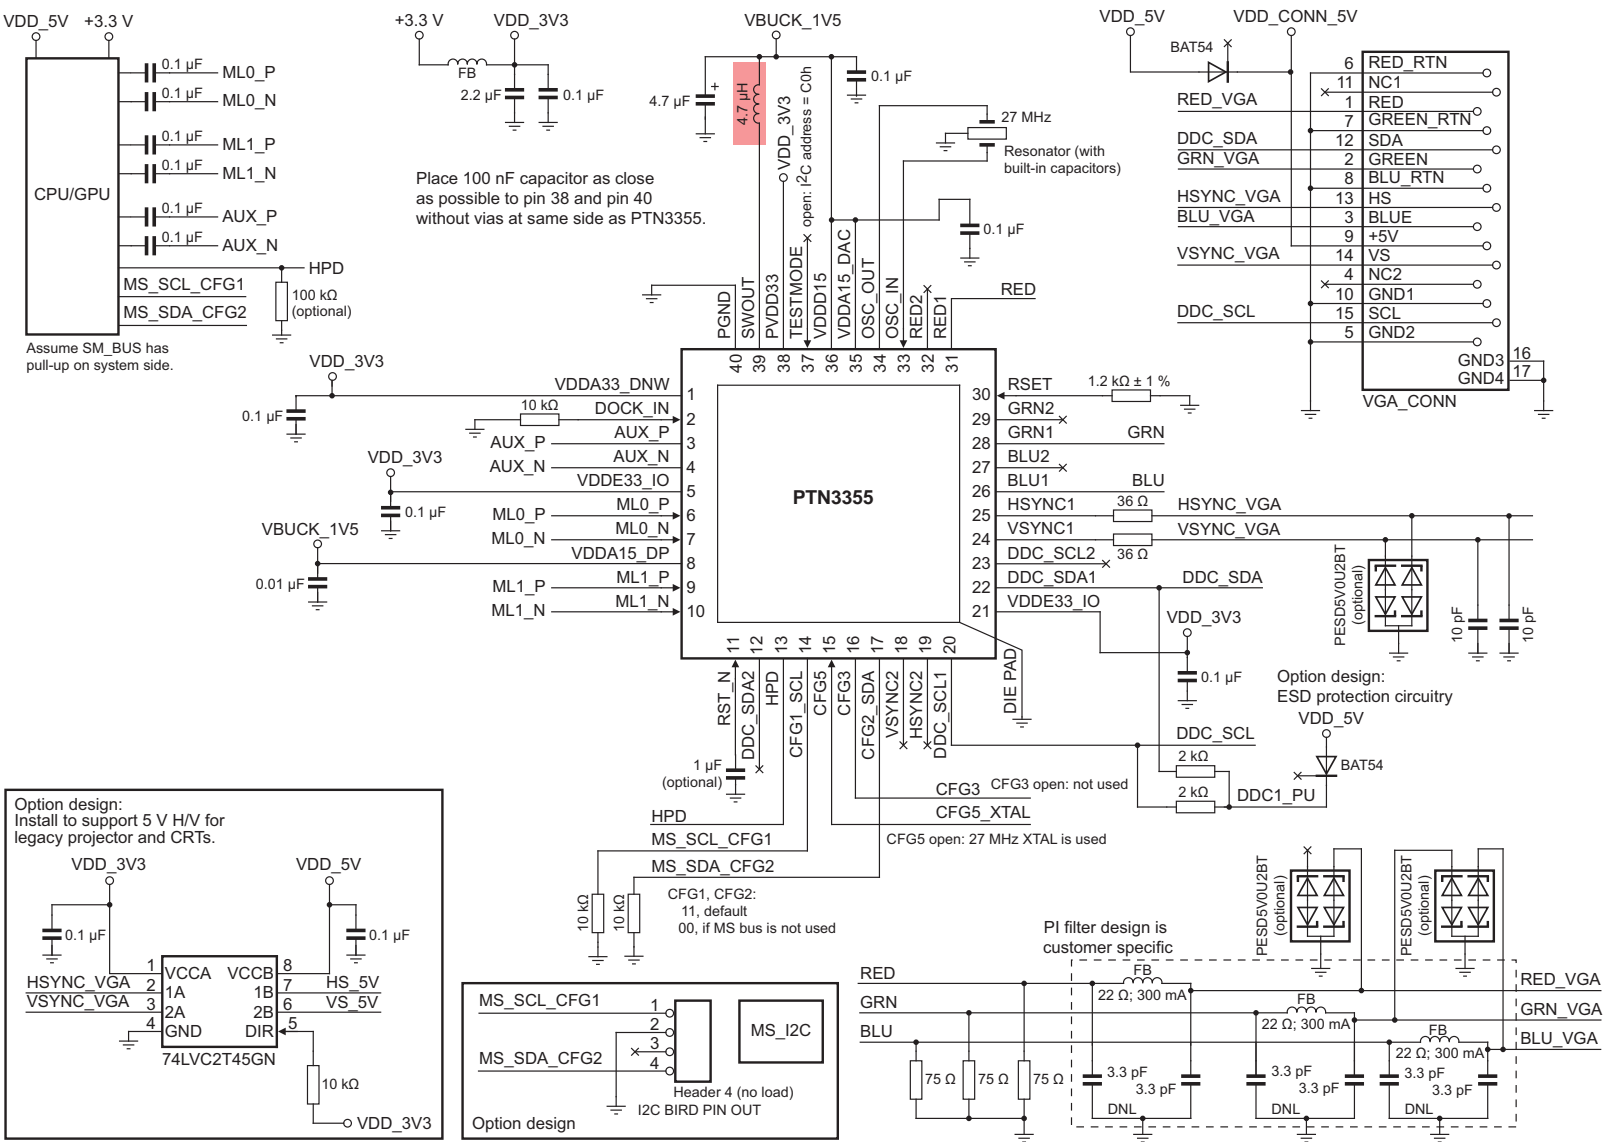 VDD_5V
+3.3 V
CPU/GPU
0.1 µF
ML0_P
0.1 µF
ML0_N
0.1 µF
ML1_P
0.1 µF
ML1_N
0.1 µF
AUX_P
0.1 µF
AUX_N
HPD
MS_SCL_CFG1
MS_SDA_CFG2
100 kΩ
(optional)
Assume SM_BUS has
pull-up on system side.
+3.3 V
VDD_3V3
FB
2.2 µF
0.1 µF
Place 100 nF capacitor as close
as possible to pin 38 and pin 40
without vias at same side as PTN3355.
VBUCK_1V5
4.7 µF
+
4.7 µH
VDD_3V3
open: I2C address = C0h
0.1 µF
27 MHz
Resonator (with
built-in capacitors)
0.1 µF
RED
VDD_5V
VDD_CONN_5V
BAT54
6 RED_RTN
11 NC1
RED_VGA 1 RED
7 GREEN_RTN
DDC_SDA 12 SDA
GRN_VGA 2 GREEN
8 BLU_RTN
HSYNC_VGA 13 HS
BLU_VGA 3 BLUE
9 +5V
VSYNC_VGA 14 VS
4 NC2
10 GND1
DDC_SCL 15 SCL
5 GND2
GND3 16
GND4 17
VGA_CONN
PGND
SWOUT
PVDD33
TESTMODE
VDDD15
VDDA15_DAC
OSC_OUT
OSC_IN
RED2
RED1
40
39
38
37
36
35
34
33
32
31
VDD_3V3
0.1 µF
VDDA33_DNW 1
10 kΩ
DOCK_IN 2
AUX_P AUX_P 3
AUX_N AUX_N 4
VDD_3V3
0.1 µF
VDDE33_IO 5
ML0_P ML0_P 6
ML0_N ML0_N 7
VBUCK_1V5
0.01 µF
VDDA15_DP 8
ML1_P ML1_P 9
ML1_N ML1_N 10
PTN3355
30 RSET 1.2 kΩ ± 1 %
29 GRN2
28 GRN1 GRN
27 BLU2
26 BLU1 BLU
25 HSYNC1 36 Ω HSYNC_VGA
24 VSYNC1 36 Ω VSYNC_VGA
23 DDC_SCL2
22 DDC_SDA1 DDC_SDA
21 VDDE33_IO
VDD_3V3
0.1 µF
PESD5V0U2BT
(optional)
10 pF
10 pF
11
12
13
14
15
16
17
18
19
20
RST_N
DDC_SDA2
HPD
CFG1_SCL
CFG5
CFG3
CFG2_SDA
VSYNC2
HSYNC2
DDC_SCL1
DIE PAD
Option design:
ESD protection circuitry
VDD_5V
BAT54
DDC_SCL
2 kΩ
2 kΩ
DDC1_PU
1 µF
(optional)
CFG3
CFG3 open: not used
CFG5_XTAL
CFG5 open: 27 MHz XTAL is used
HPD
MS_SCL_CFG1
MS_SDA_CFG2
10 kΩ
10 kΩ
CFG1, CFG2:
11, default
00, if MS bus is not used
Option design:
Install to support 5 V H/V for
legacy projector and CRTs.
VDD_3V3
VDD_5V
0.1 µF
0.1 µF
1 VCCA VCCB 8
HSYNC_VGA 2 1A 1B 7 HS_5V
VSYNC_VGA 3 2A 2B 6 VS_5V
4 GND DIR 5
74LVC2T45GN
10 kΩ
VDD_3V3
MS_SCL_CFG1 1
2
3
MS_SDA_CFG2 4
MS_I2C
Header 4 (no load)
I2C BIRD PIN OUT
Option design
PI filter design is
customer specific
PESD5V0U2BT
(optional)
PESD5V0U2BT
(optional)
RED
GRN
BLU
FB
22 Ω; 300 mA
FB
22 Ω; 300 mA
FB
22 Ω; 300 mA
RED_VGA
GRN_VGA
BLU_VGA
75 Ω
75 Ω
75 Ω
3.3 pF
3.3 pF
3.3 pF
3.3 pF
3.3 pF
3.3 pF
DNL
DNL
DNL